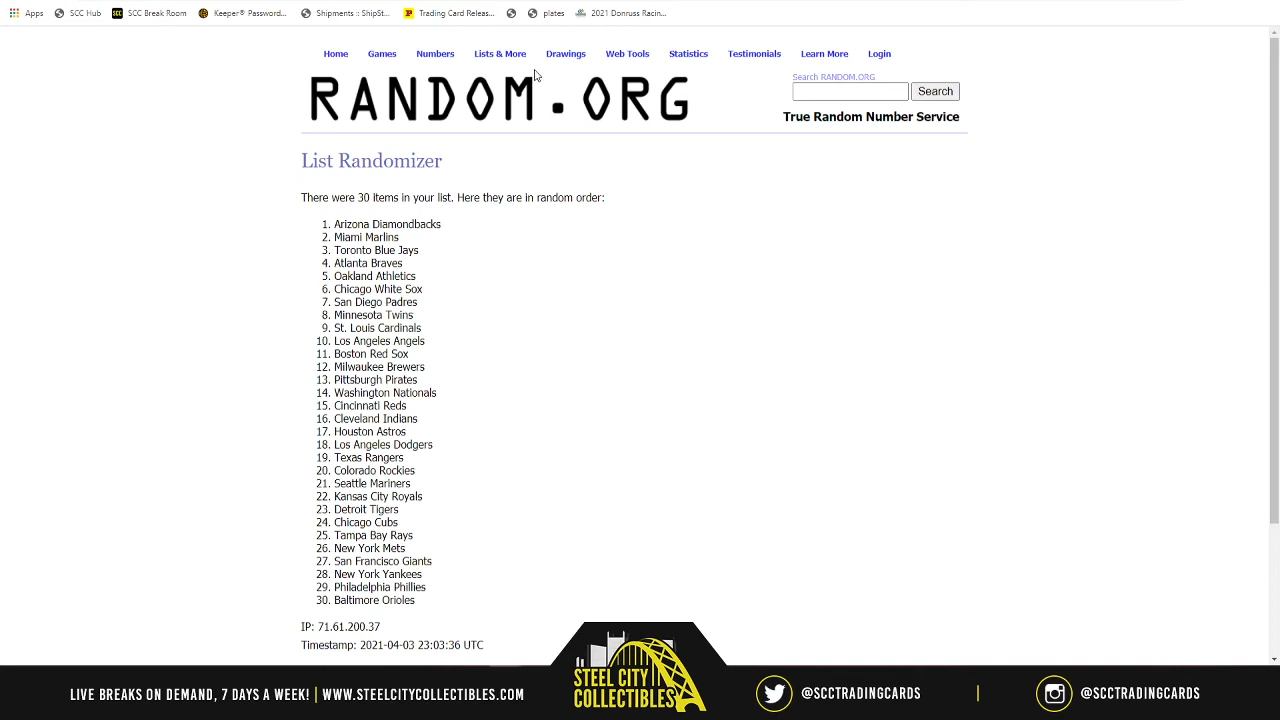 Apps SCC Hub SCC Break Room Keeper® Password... Shipments :: ShipSt... Trading Card Releas... plates 2021 Donruss Racin...
Home Games Numbers Lists & More Drawings Web Tools Statistics Testimonials Learn More Login
RANDOM.ORG
Search RANDOM.ORG
Search
True Random Number Service
List Randomizer
There were 30 items in your list. Here they are in random order:
1. Arizona Diamondbacks
2. Miami Marlins
3. Toronto Blue Jays
4. Atlanta Braves
5. Oakland Athletics
6. Chicago White Sox
7. San Diego Padres
8. Minnesota Twins
9. St. Louis Cardinals
10. Los Angeles Angels
11. Boston Red Sox
12. Milwaukee Brewers
13. Pittsburgh Pirates
14. Washington Nationals
15. Cincinnati Reds
16. Cleveland Indians
17. Houston Astros
18. Los Angeles Dodgers
19. Texas Rangers
20. Colorado Rockies
21. Seattle Mariners
22. Kansas City Royals
23. Detroit Tigers
24. Chicago Cubs
25. Tampa Bay Rays
26. New York Mets
27. San Francisco Giants
28. New York Yankees
29. Philadelphia Phillies
30. Baltimore Orioles
IP: 71.61.200.37
Timestamp: 2021-04-03 23:03:36 UTC
LIVE BREAKS ON DEMAND, 7 DAYS A WEEK! | WWW.STEELCITYCOLLECTIBLES.COM
STEEL CITY
COLLECTIBLES
@SCCTRADINGCARDS | @SCCTRADINGCARDS